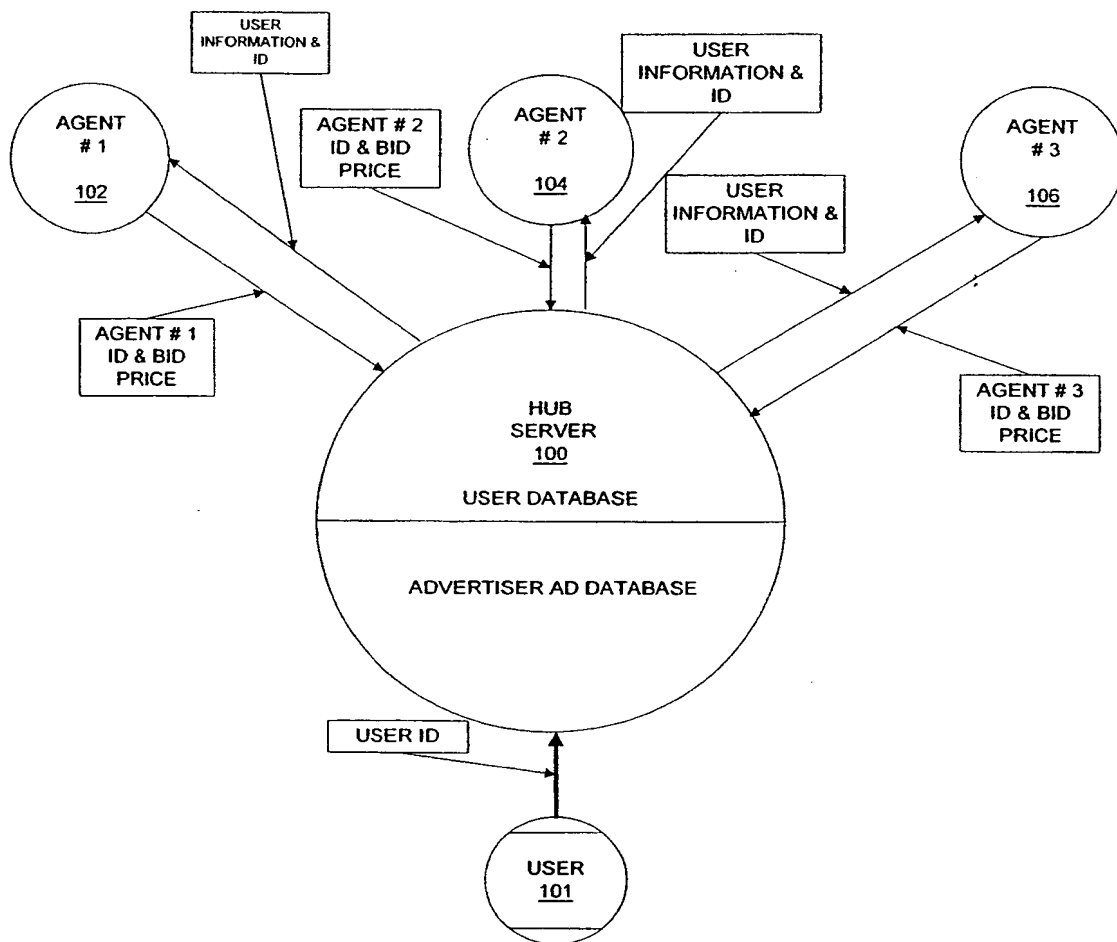 USER
INFORMATION &
ID
USER
INFORMATION &
ID
AGENT
# 1
102
AGENT # 2
ID & BID
PRICE
AGENT
# 2
104
AGENT
# 3
106
USER
INFORMATION &
ID
AGENT # 1
ID & BID
PRICE
AGENT # 3
ID & BID
PRICE
HUB
SERVER
100
USER DATABASE
ADVERTISER AD DATABASE
USER ID
USER
101